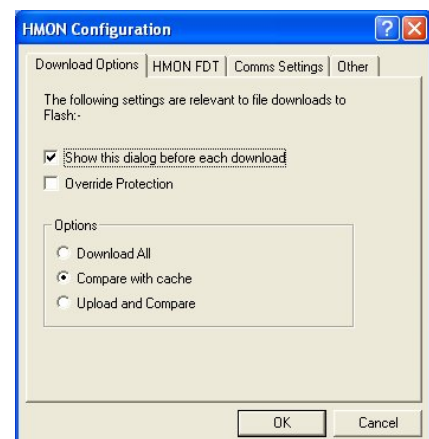 HMON Configuration
Download Options HMON FDT Comms Settings Other
The following settings are relevant to file downloads to
Flash:-
Show this dialog before each download
Override Protection
Options
Download All
Compare with cache
Upload and Compare
OK Cancel